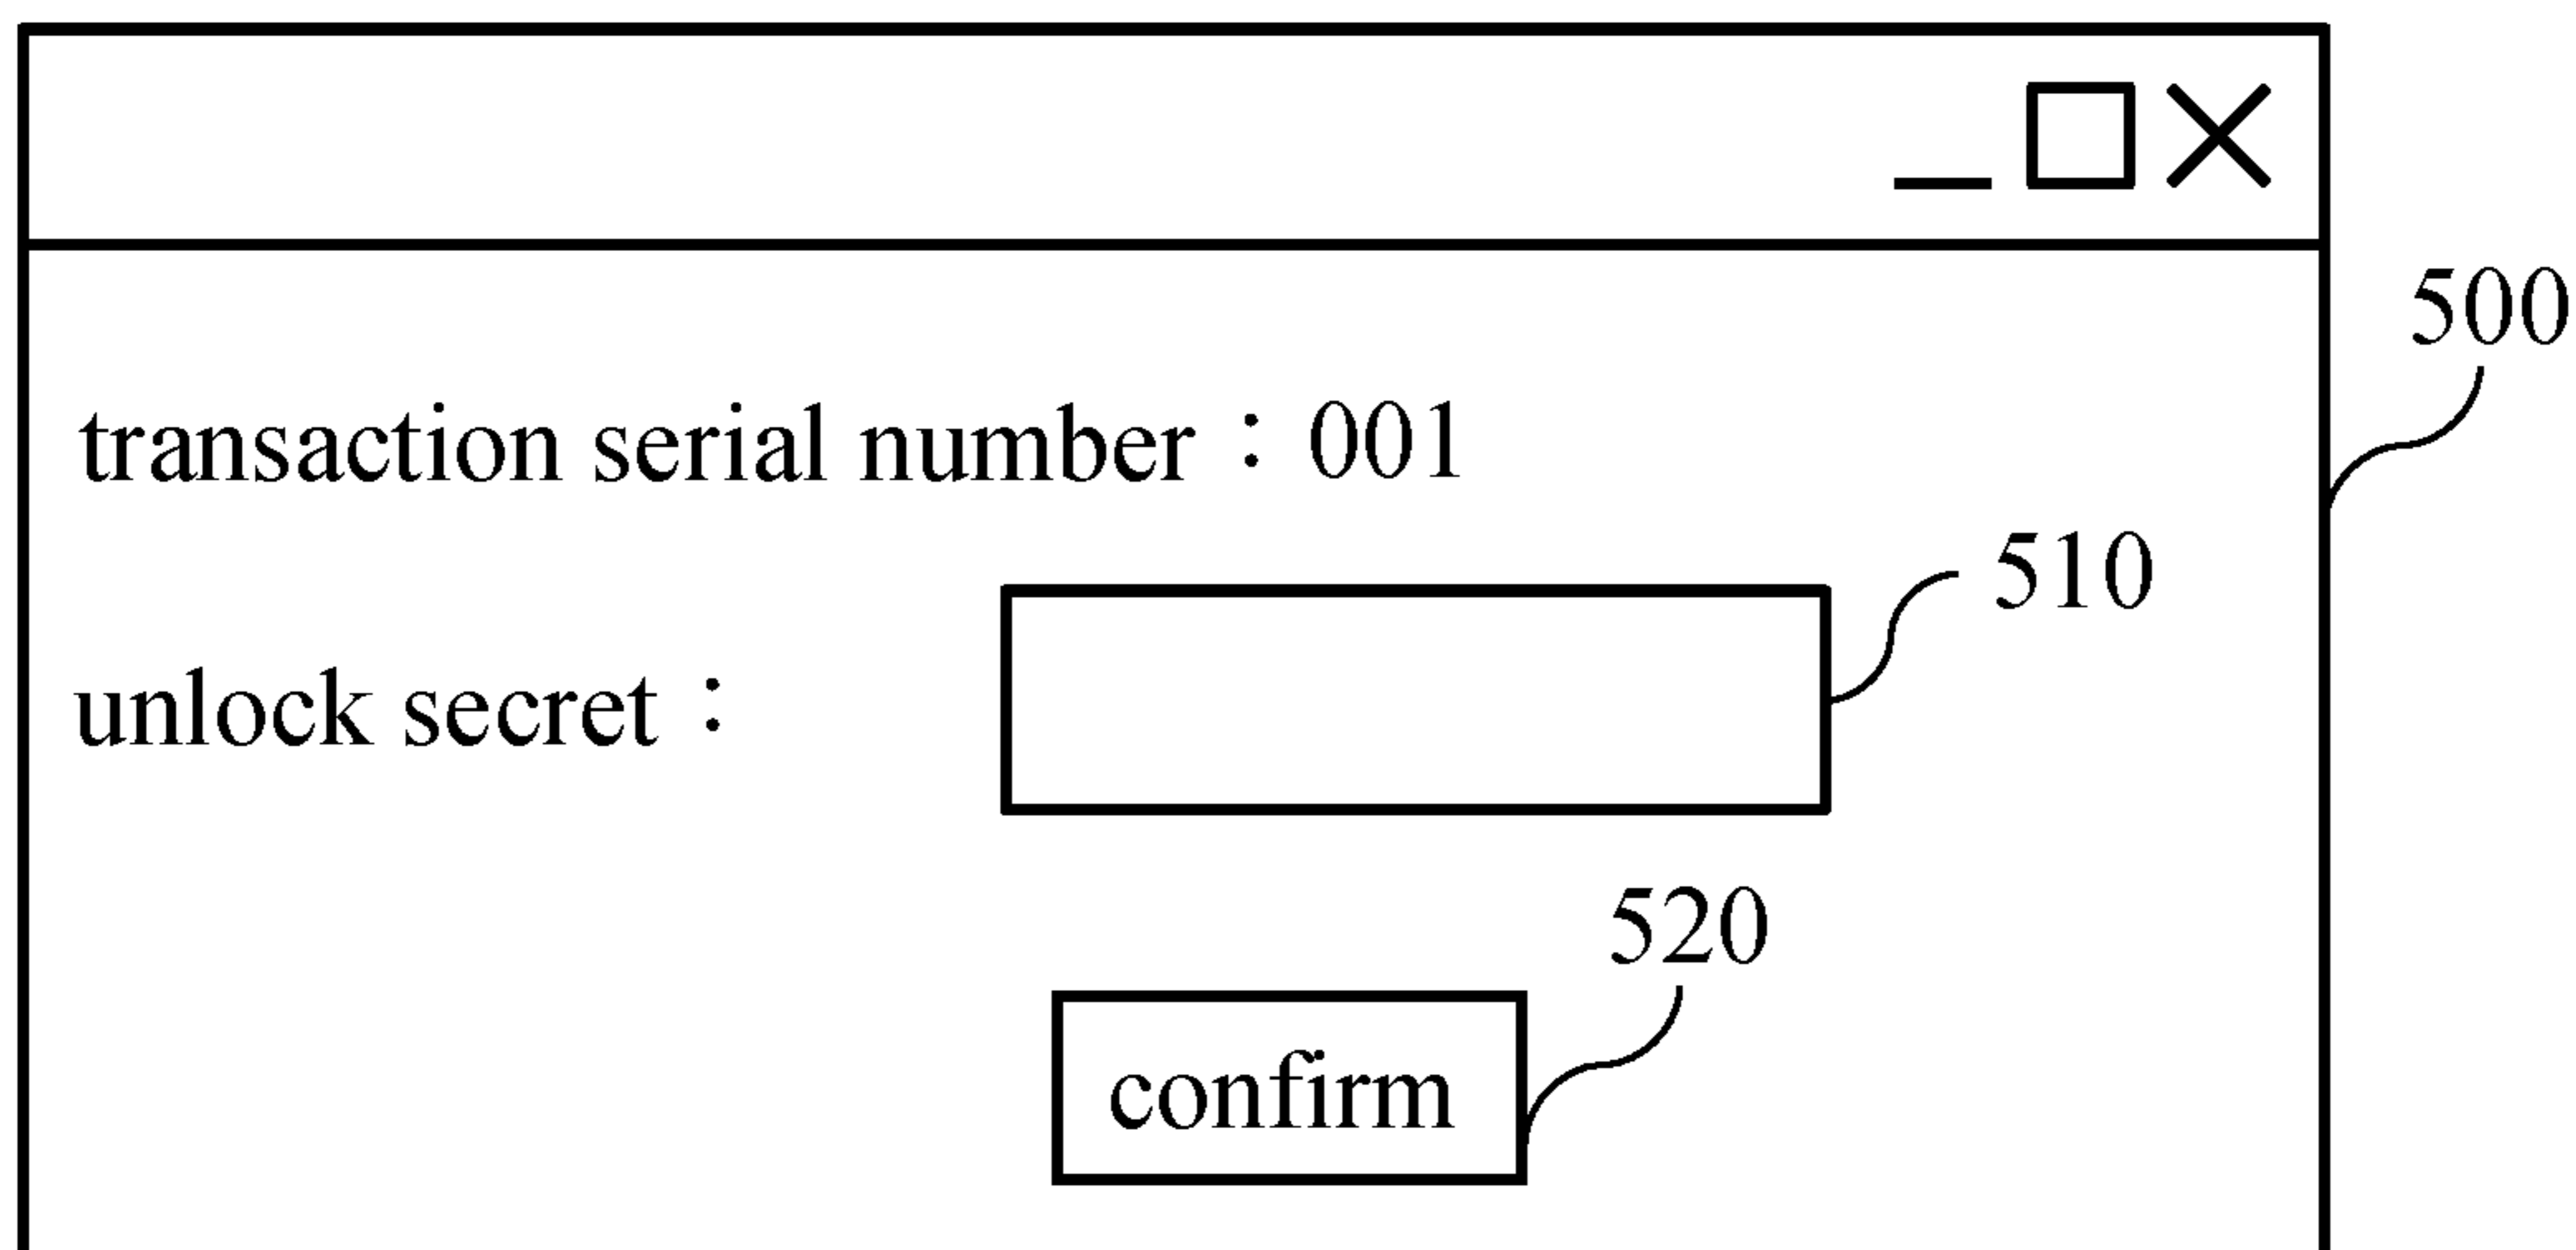 500
transaction serial number：001
510
unlock secret：
520
confirm